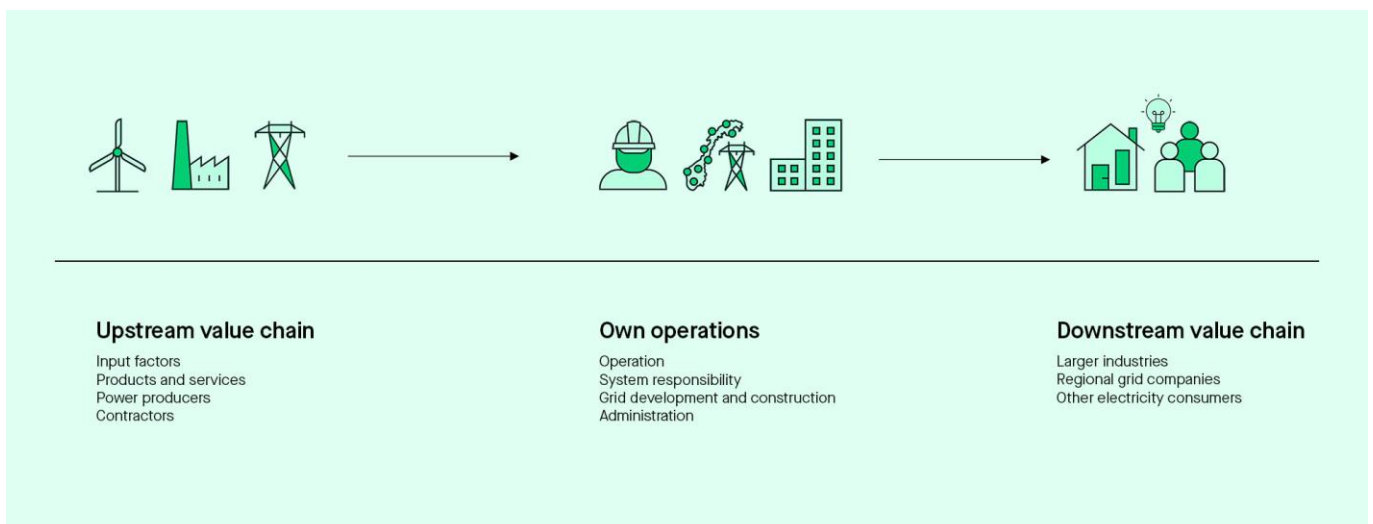 Upstream value chain
Input factors
Products and services
Power producers
Contractors
Own operations
Operation
System responsibility
Grid development and construction
Administration
Downstream value chain
Larger industries
Regional grid companies
Other electricity consumers